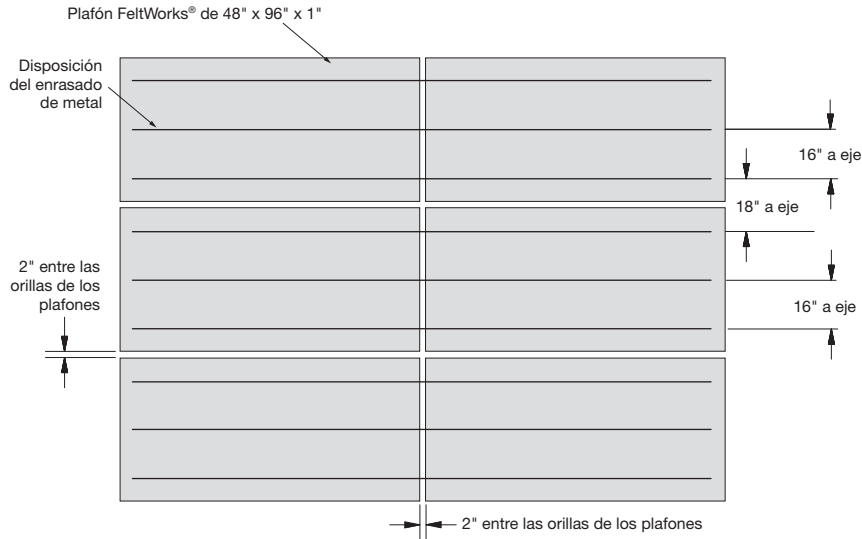 Plafón FeltWorks® de 48" x 96" x 1"
Disposición
del enrasado
de metal
16" a eje
18" a eje
2" entre las
orillas de los
plafones
16" a eje
2" entre las orillas de los plafones